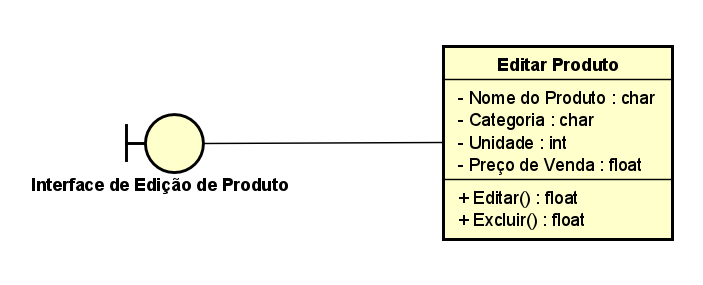 Editar Produto
- Nome do Produto : char
- Categoria : char
- Unidade : int
- Preço de Venda : float
+ Editar() : float
+ Excluir() : float
Interface de Edição de Produto